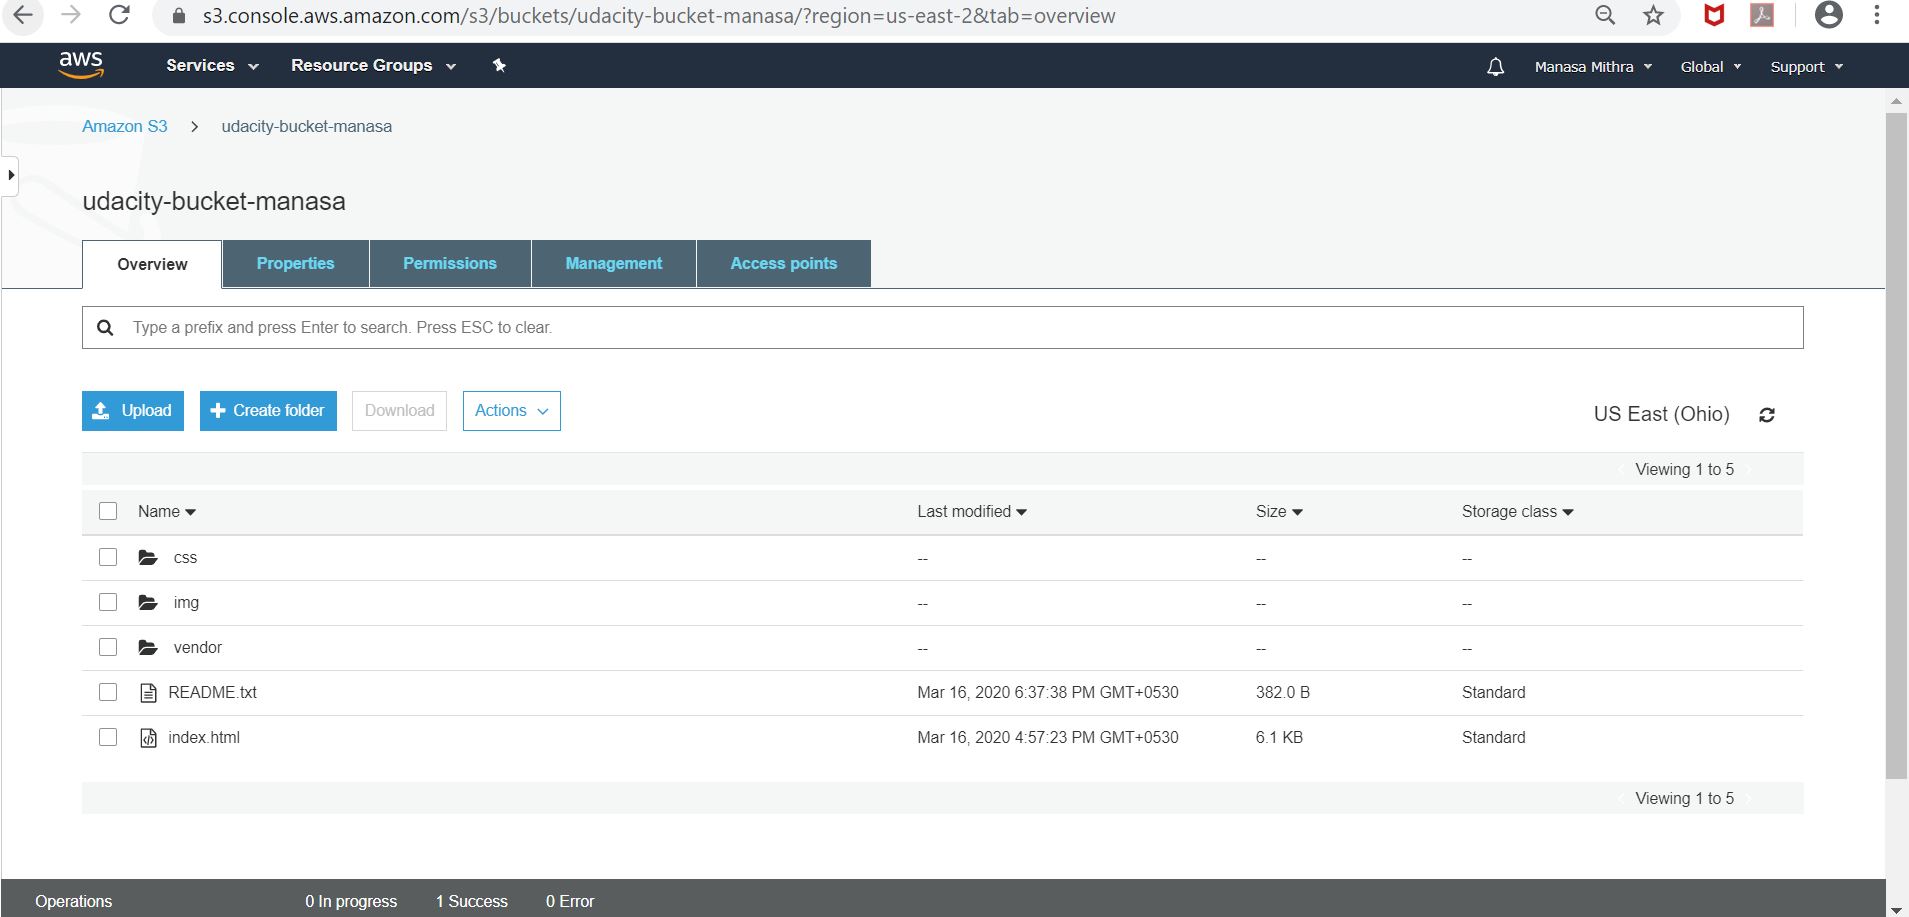 s3.console.aws.amazon.com/s3/buckets/udacity-bucket-manasa/?region=us-east-2&tab=overview
aws Services Resource Groups Manasa Mithra Global Support
Amazon S3 > udacity-bucket-manasa
udacity-bucket-manasa
Overview Properties Permissions Management Access points
Type a prefix and press Enter to search. Press ESC to clear.
Upload Create folder Download Actions US East (Ohio)
Viewing 1 to 5
Name Last modified Size Storage class
css -- -- --
img -- -- --
vendor -- -- --
README.txt Mar 16, 2020 6:37:38 PM GMT+0530 382.0 B Standard
index.html Mar 16, 2020 4:57:23 PM GMT+0530 6.1 KB Standard
Viewing 1 to 5
Operations 0 In progress 1 Success 0 Error